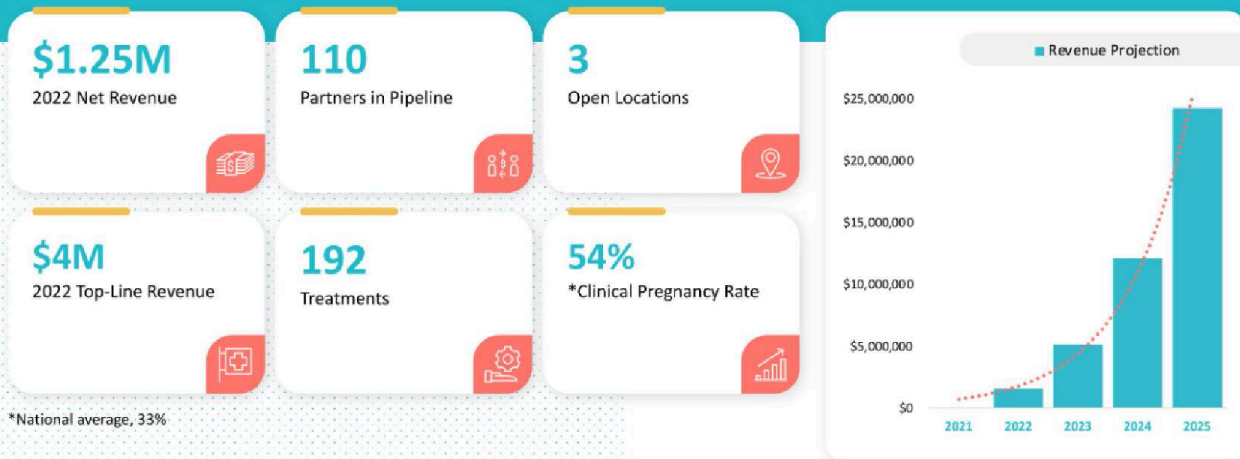 $1.25M
2022 Net Revenue
110
Partners in Pipeline
3
Open Locations
$4M
2022 Top-Line Revenue
192
Treatments
54%
*Clinical Pregnancy Rate
*National average, 33%
Revenue Projection
$25,000,000
$20,000,000
$15,000,000
$10,000,000
$5,000,000
$0
2021 2022 2023 2024 2025